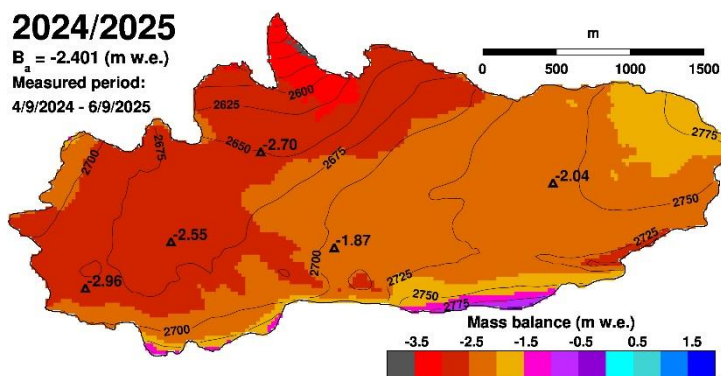 2024/2025
Bₐ = -2.401 (m w.e.)
Measured period:
4/9/2024 - 6/9/2025
m
0 500 1000 1500
2600
2625
2650
2675
2675
2700
2775
-2.70
-2.04
2750
-2.55
-1.87
2700
2725
2725
-2.96
2750
2775
2700
Mass balance (m w.e.)
-3.5 -2.5 -1.5 -0.5 0.5 1.5